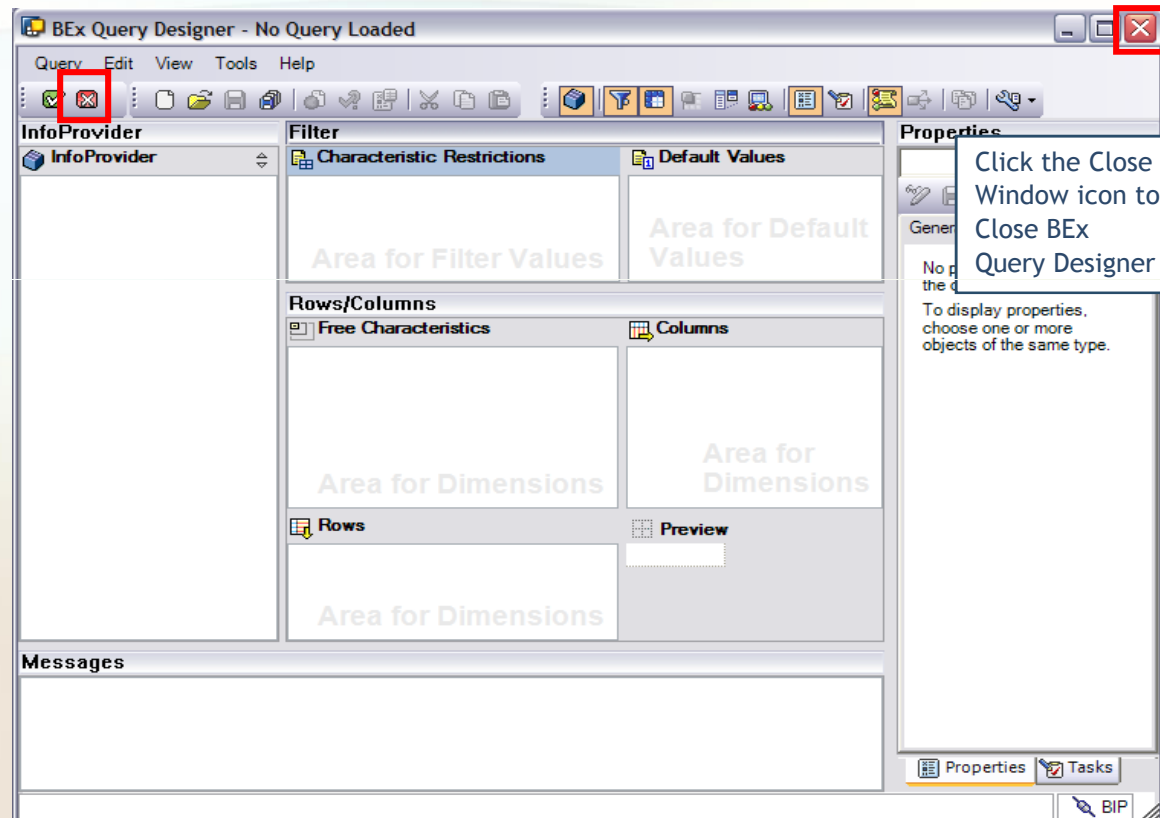 BEx Query Designer - No Query Loaded
Query Edit View Tools Help
InfoProvider
Filter
Properties
InfoProvider
Characteristic Restrictions
Default Values
Click the Close
Window icon to
Close BEx
Query Designer
Gener
Area for Filter Values
Area for Default
Values
No p
the
To display properties,
choose one or more
objects of the same type.
Rows/Columns
Free Characteristics
Columns
Area for Dimensions
Area for
Dimensions
Rows
Preview
Area for Dimensions
Messages
Properties
Tasks
BIP